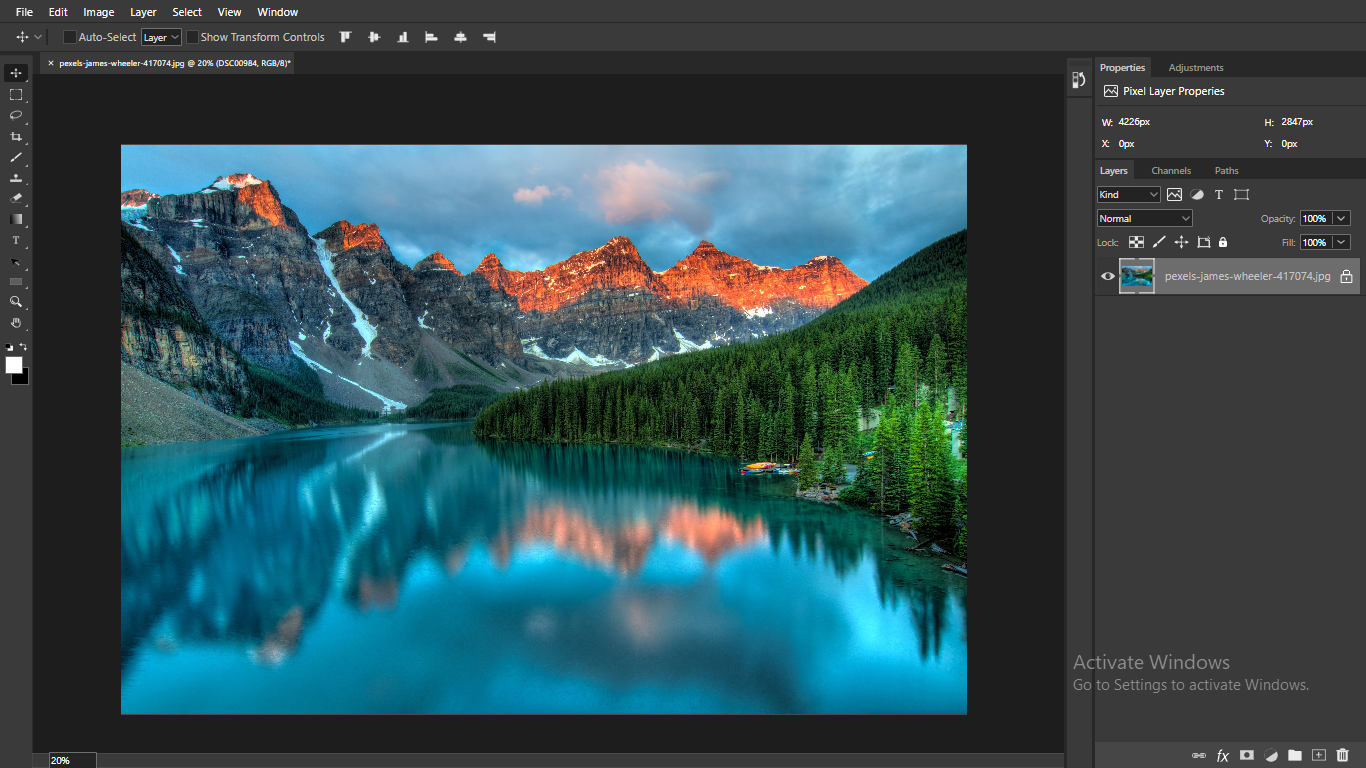 File Edit Image Layer Select View Window
Auto-Select Layer Show Transform Controls
× pexels-james-wheeler-417074.jpg @ 20% (DSC00984, RGB/8)*
Properties Adjustments
Pixel Layer Properies
W: 4226px H: 2847px
X: 0px Y: 0px
Layers Channels Paths
Kind T
Normal Opacity: 100%
Lock: Fill: 100%
pexels-james-wheeler-417074.jpg
T
Activate Windows
Go to Settings to activate Windows.
20% fx